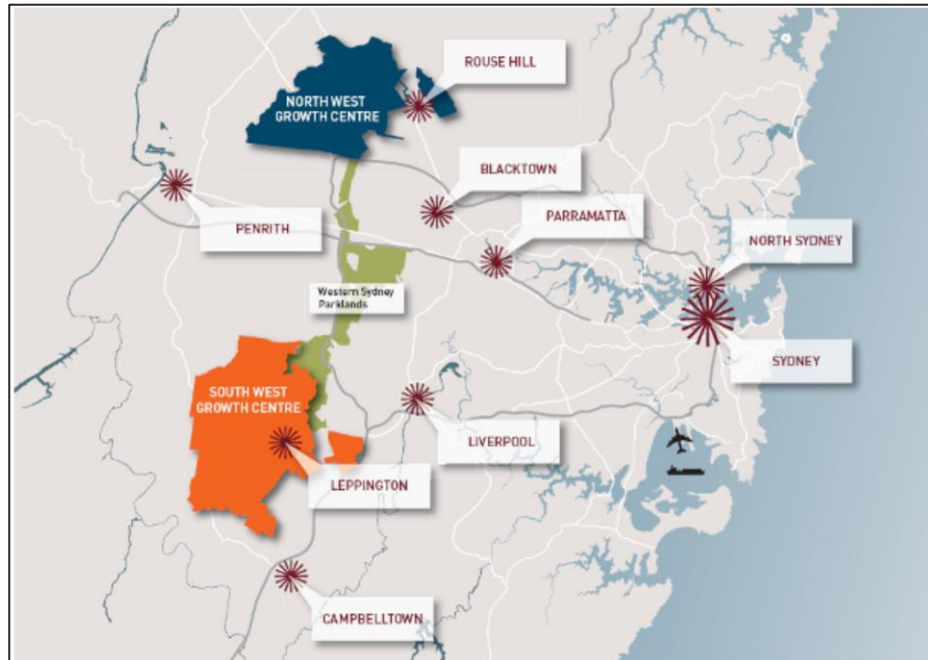 ROUSE HILL
NORTH WEST
GROWTH CENTRE
BLACKTOWN
PARRAMATTA
PENRITH
NORTH SYDNEY
Western Sydney
Parklands
SYDNEY
SOUTH WEST
GROWTH CENTRE
LIVERPOOL
LEPPINGTON
CAMPBELLTOWN